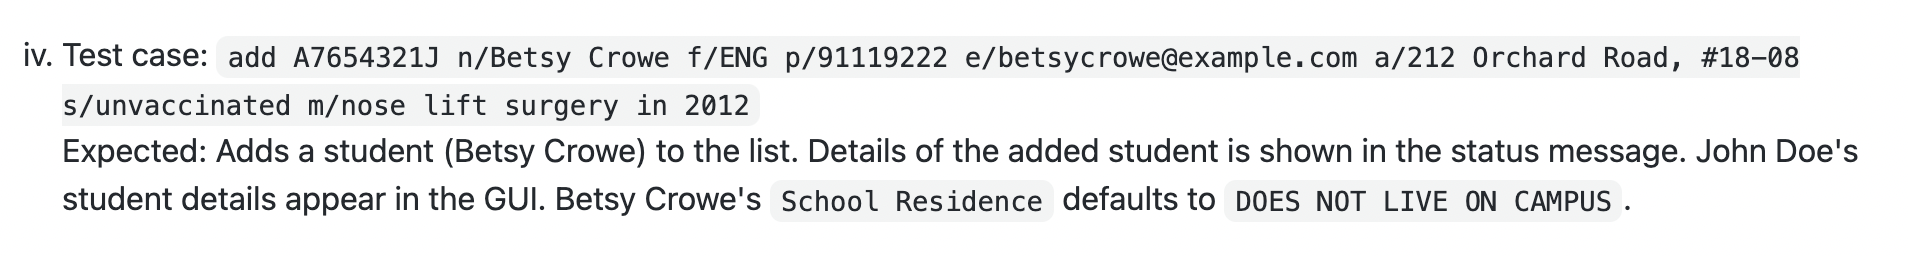 iv. Test case: add A7654321J n/Betsy Crowe f/ENG p/91119222 e/betsycrowe@example.com a/212 Orchard Road, #18-08
s/unvaccinated m/nose lift surgery in 2012
Expected: Adds a student (Betsy Crowe) to the list. Details of the added student is shown in the status message. John Doe's
student details appear in the GUI. Betsy Crowe's School Residence defaults to DOES NOT LIVE ON CAMPUS.